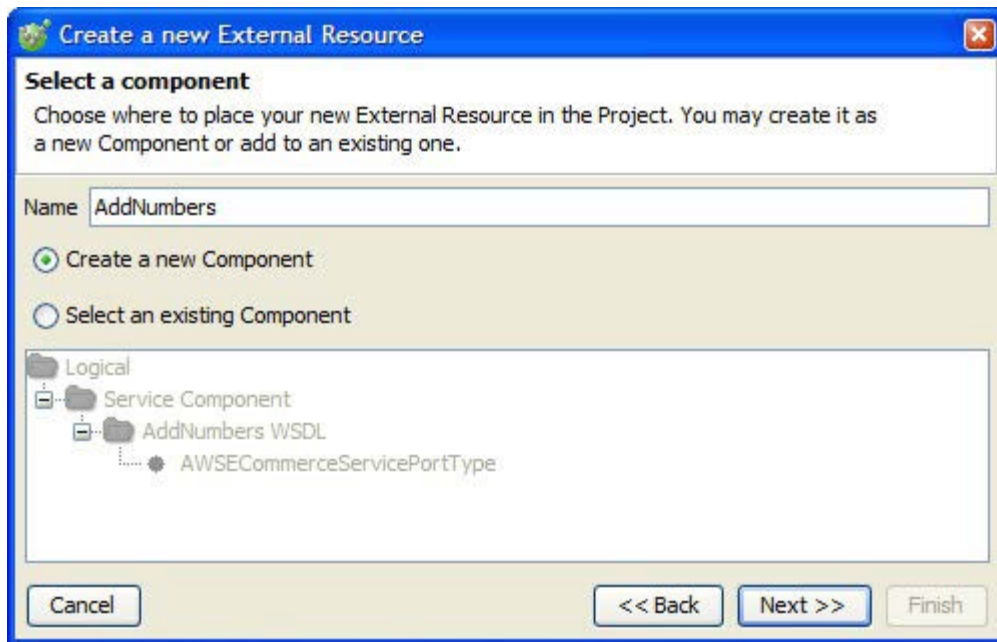 Create a new External Resource
Select a component
Choose where to place your new External Resource in the Project. You may create it as
a new Component or add to an existing one.
Name AddNumbers
Create a new Component
Select an existing Component
Logical
Service Component
AddNumbers WSDL
AWSECommerceServicePortType
Cancel << Back Next >> Finish